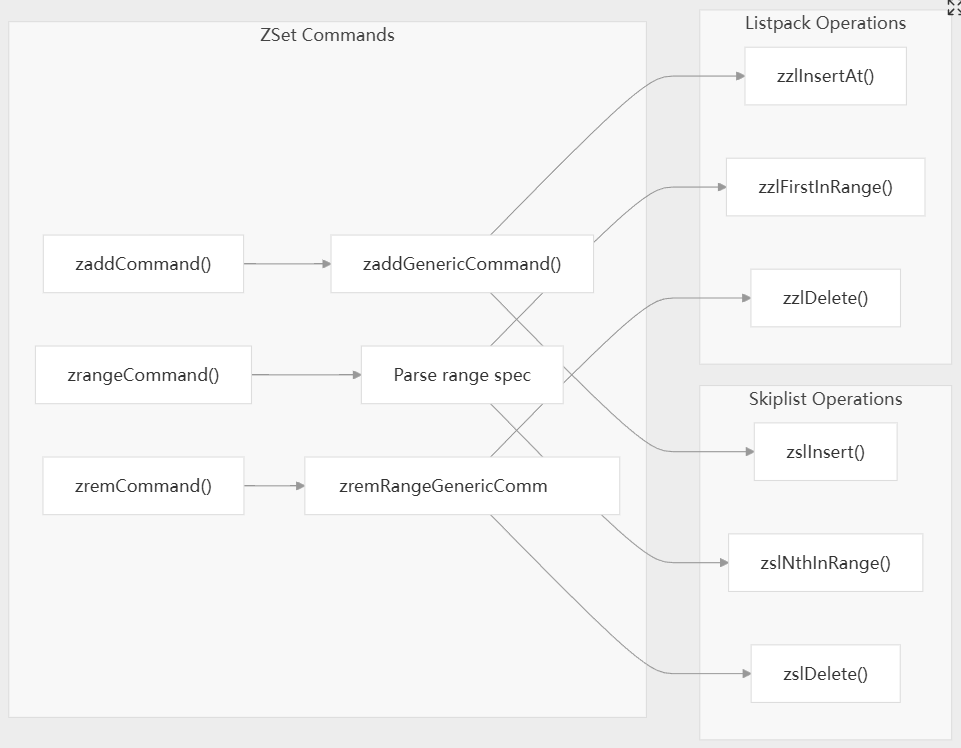 ZSet Commands
zaddCommand()
zaddGenericCommand()
zrangeCommand()
Parse range spec
zremCommand()
zremRangeGenericComm
Listpack Operations
zzlInsertAt()
zzlFirstInRange()
zzlDelete()
Skiplist Operations
zslInsert()
zslNthInRange()
zslDelete()